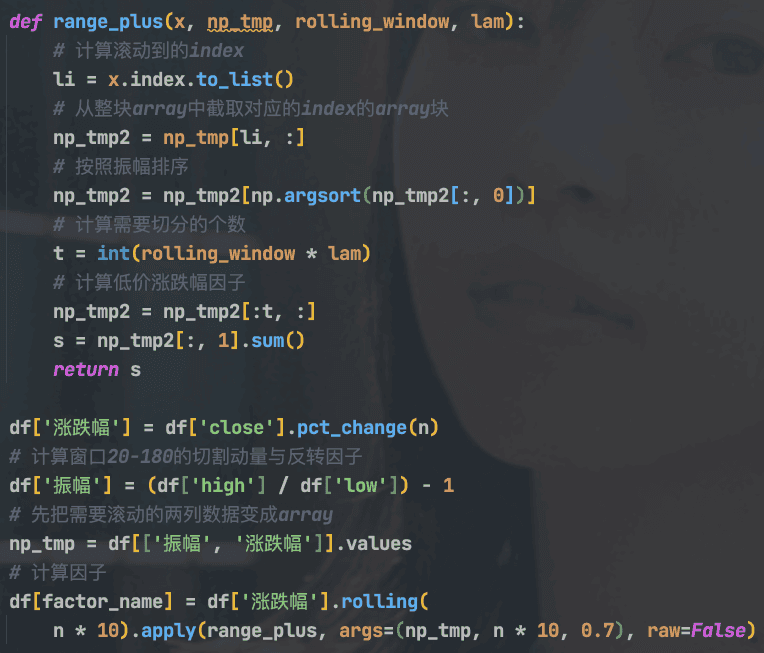 def range_plus(x, np_tmp, rolling_window, lam):
    # 计算滚动到的index
    li = x.index.to_list()
    # 从整块array中截取对应的index的array块
    np_tmp2 = np_tmp[li, :]
    # 按照振幅排序
    np_tmp2 = np_tmp2[np.argsort(np_tmp2[:, 0])]
    # 计算需要切分的个数
    t = int(rolling_window * lam)
    # 计算低价涨跌幅因子
    np_tmp2 = np_tmp2[:t, :]
    s = np_tmp2[:, 1].sum()
    return s
df['涨跌幅'] = df['close'].pct_change(n)
# 计算窗口20-180的切割动量与反转因子
df['振幅'] = (df['high'] / df['low']) - 1
# 先把需要滚动的两列数据变成array
np_tmp = df[['振幅', '涨跌幅']].values
# 计算因子
df[factor_name] = df['涨跌幅'].rolling(
    n * 10).apply(range_plus, args=(np_tmp, n * 10, 0.7), raw=False)